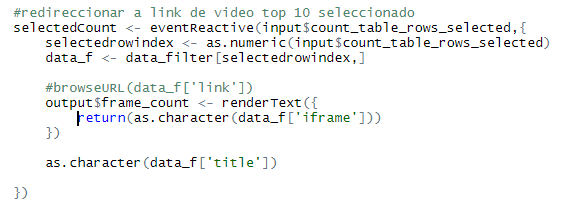 #redireccionar a link de video top 10 seleccionado
selectedCount <- eventReactive(input$count_table_rows_selected,{
    selectedrowindex <- as.numeric(input$count_table_rows_selected)
    data_f <- data_filter[selectedrowindex,]

    #browseURL(data_f['link'])
    output$frame_count <- renderText({
        return(as.character(data_f['iframe']))
    })

    as.character(data_f['title'])

})